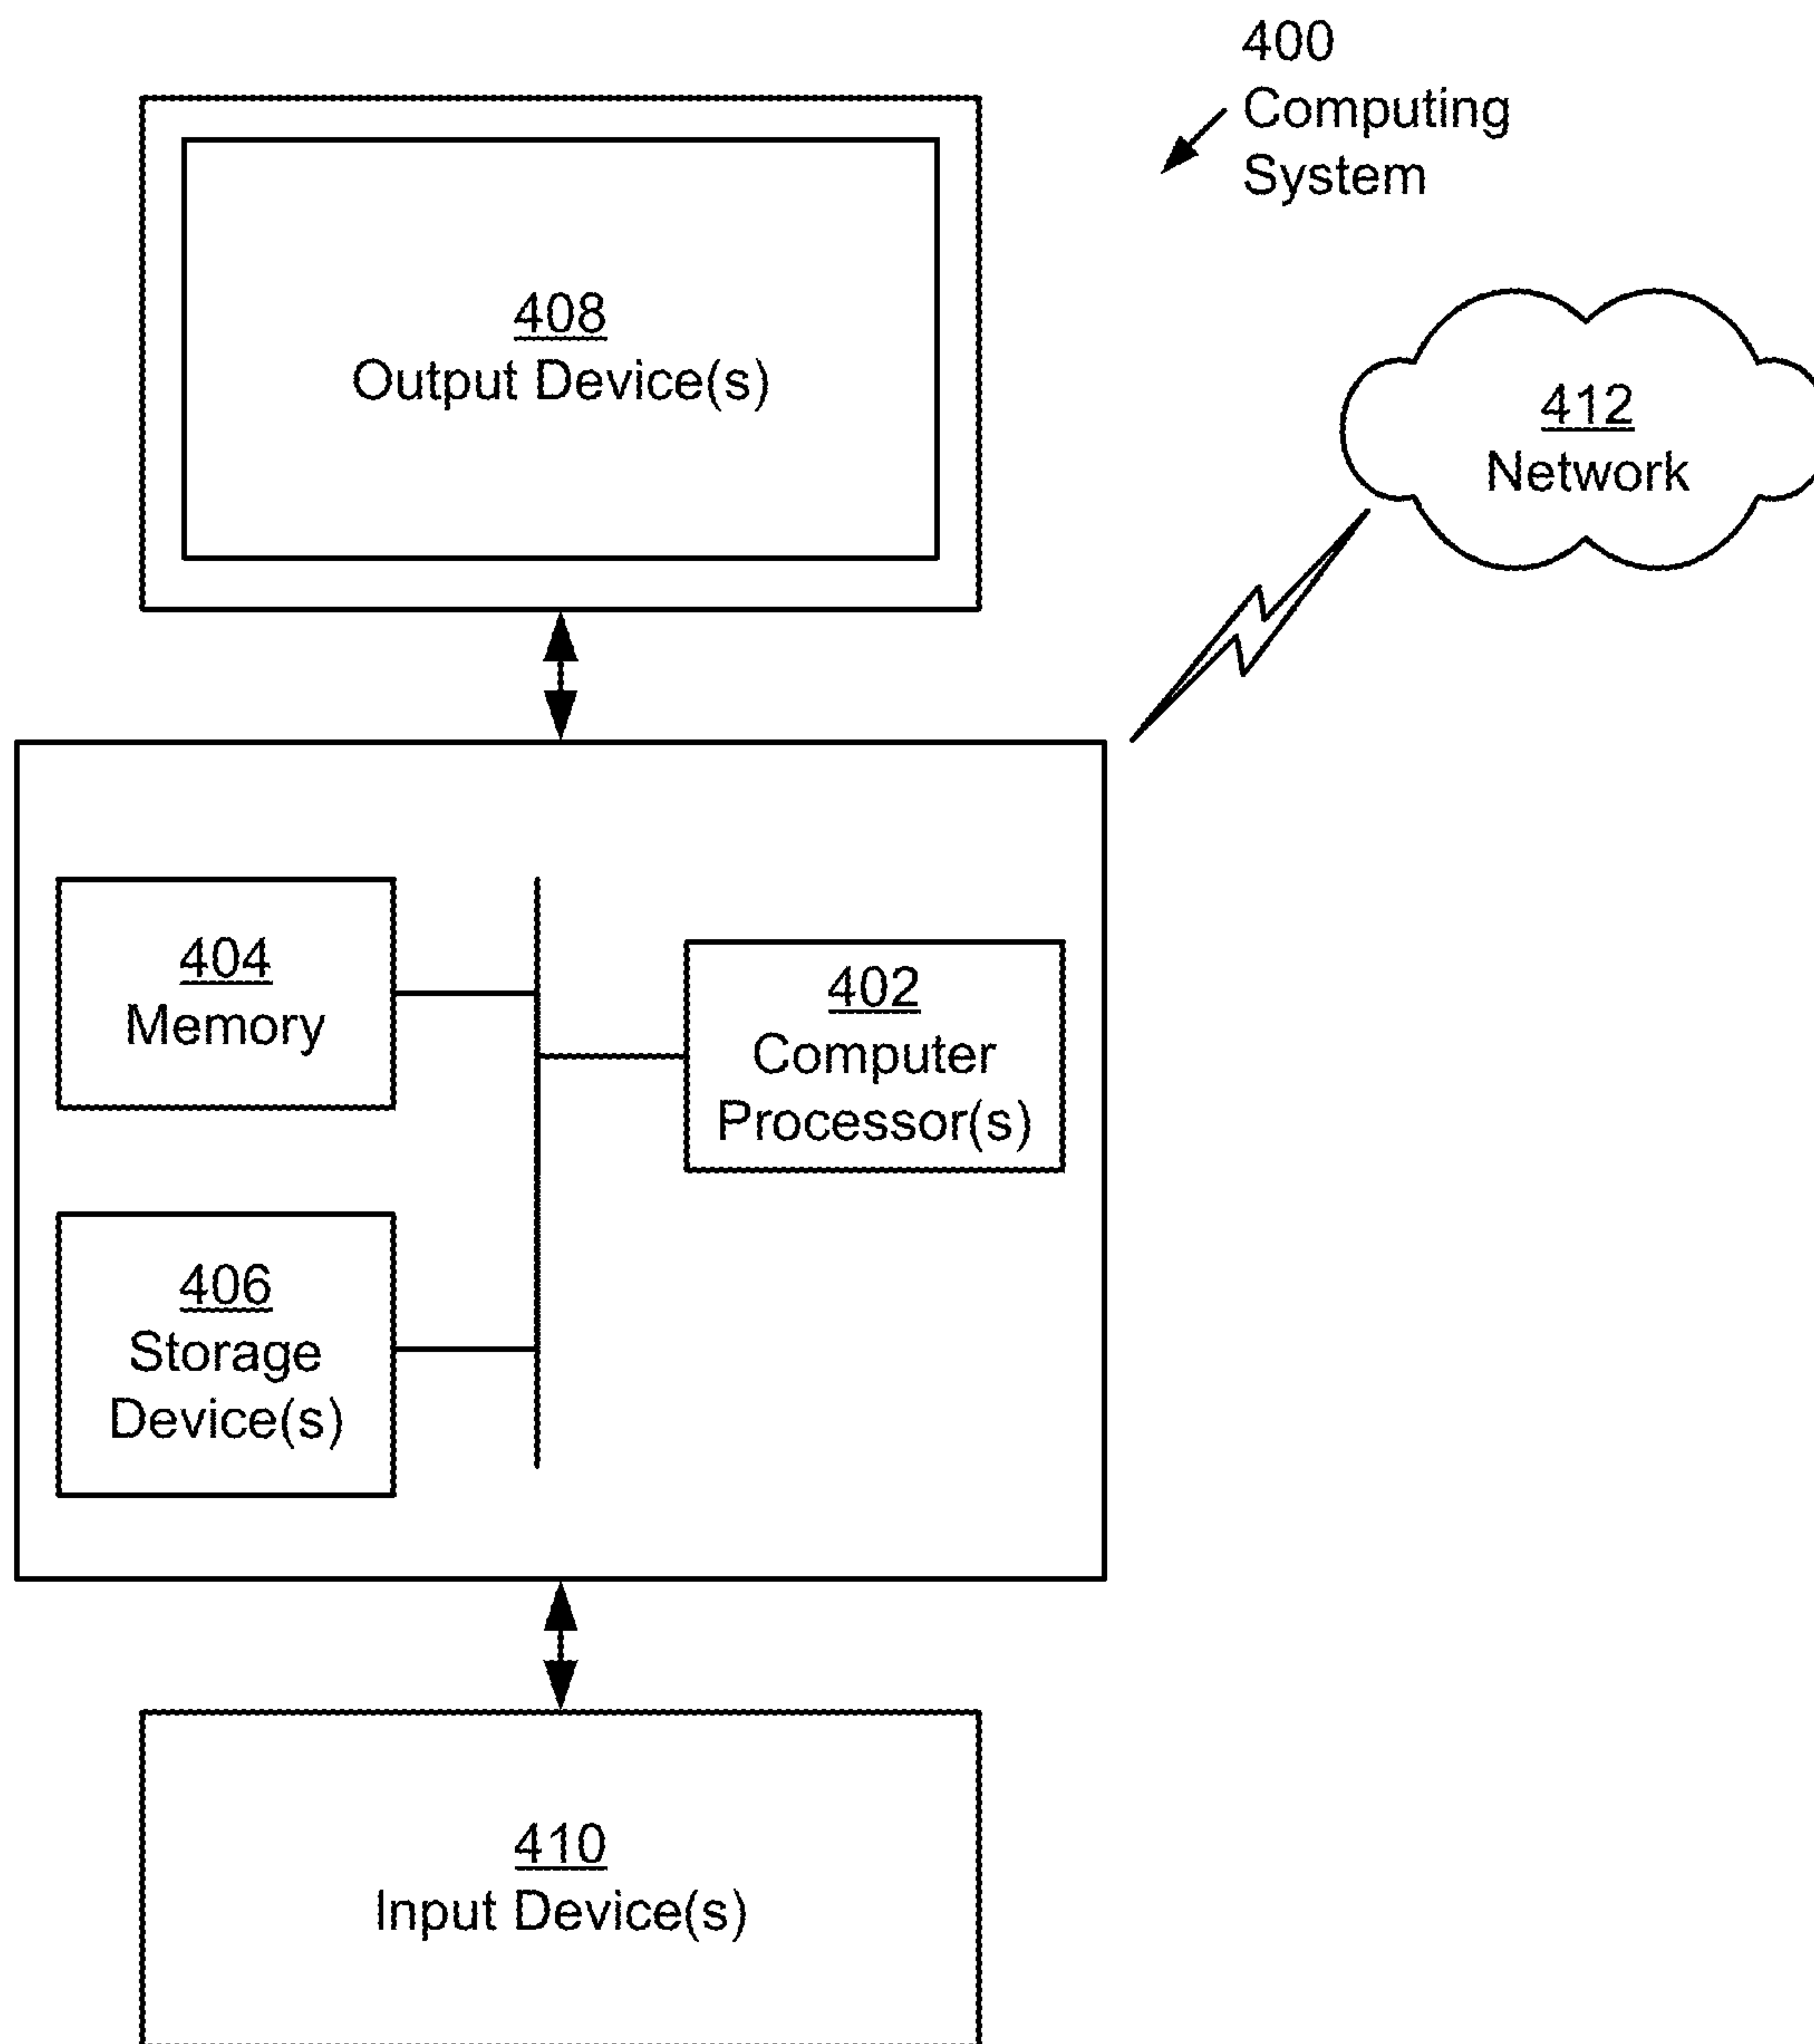 400
Computing
System
408
Output Device(s)
412
Network
404
Memory
402
Computer
Processor(s)
406
Storage
Device(s)
410
Input Device(s)